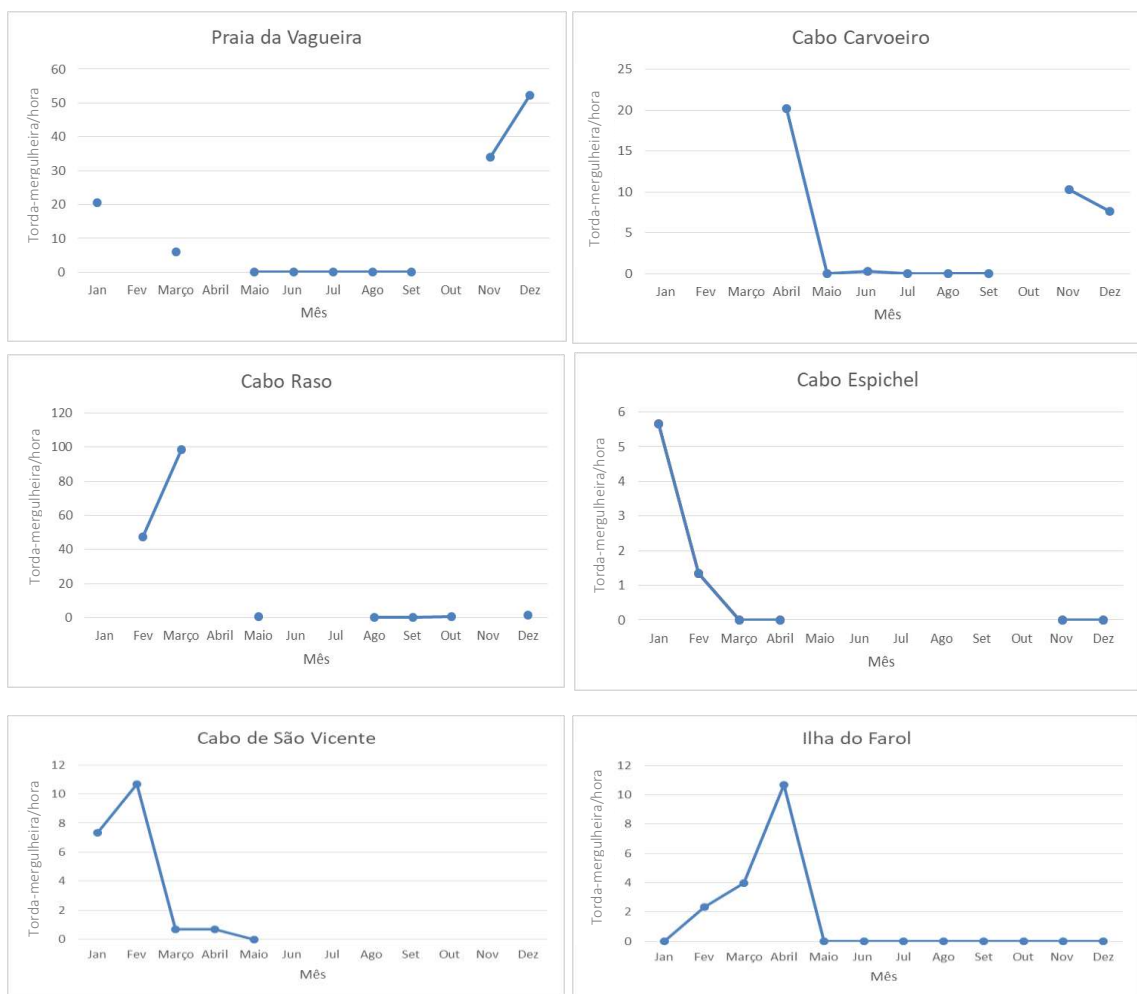 Praia da Vagueira
Torda-mergulheira/hora
60
50
40
30
20
10
0
Jan Fev Março Abril Maio Jun Jul Ago Set Out Nov Dez
Mês
Cabo Carvoeiro
Torda-mergulheira/hora
25
20
15
10
5
0
Jan Fev Março Abril Maio Jun Jul Ago Set Out Nov Dez
Mês
Cabo Raso
Torda-mergulheira/hora
120
100
80
60
40
20
0
Jan Fev Março Abril Maio Jun Jul Ago Set Out Nov Dez
Mês
Cabo Espichel
Torda-mergulheira/hora
6
5
4
3
2
1
0
Jan Fev Março Abril Maio Jun Jul Ago Set Out Nov Dez
Mês
Cabo de São Vicente
Torda-mergulheira/hora
12
10
8
6
4
2
0
Jan Fev Março Abril Maio Jun Jul Ago Set Out Nov Dez
Mês
Ilha do Farol
Torda-mergulheira/hora
12
10
8
6
4
2
0
Jan Fev Março Abril Maio Jun Jul Ago Set Out Nov Dez
Mês